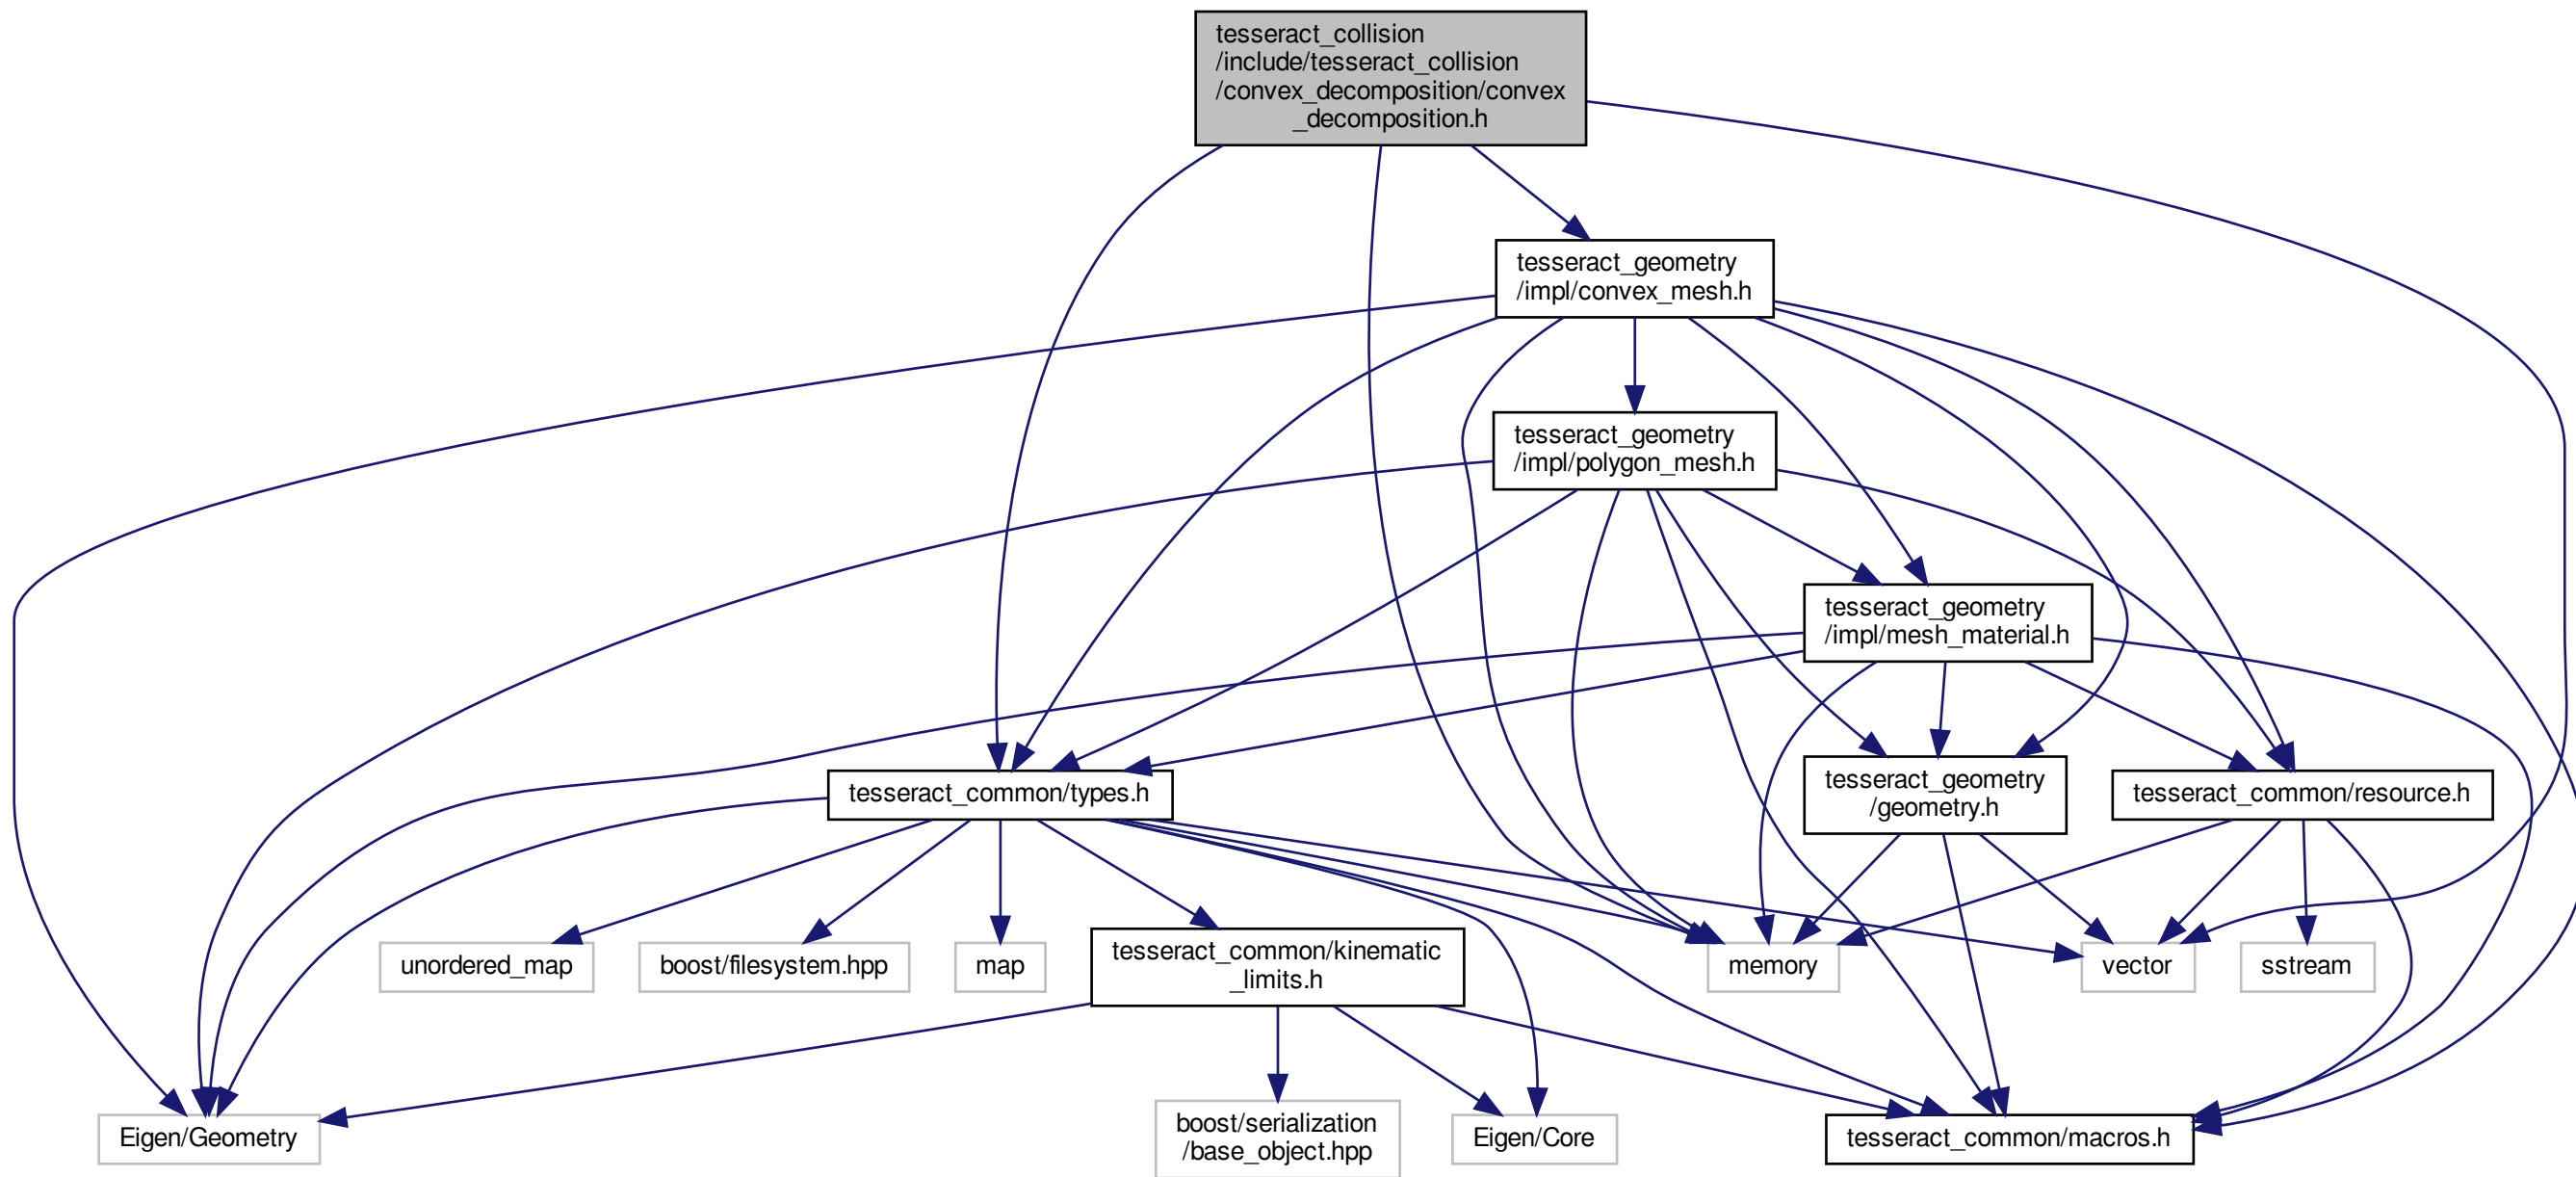 tesseract_collision
/include/tesseract_collision
/convex_decomposition/convex
_decomposition.h
tesseract_geometry
/impl/convex_mesh.h
tesseract_geometry
/impl/polygon_mesh.h
tesseract_geometry
/impl/mesh_material.h
tesseract_common/types.h
tesseract_geometry
/geometry.h
tesseract_common/resource.h
unordered_map
boost/filesystem.hpp
map
tesseract_common/kinematic
_limits.h
memory
vector
sstream
Eigen/Geometry
boost/serialization
/base_object.hpp
Eigen/Core
tesseract_common/macros.h